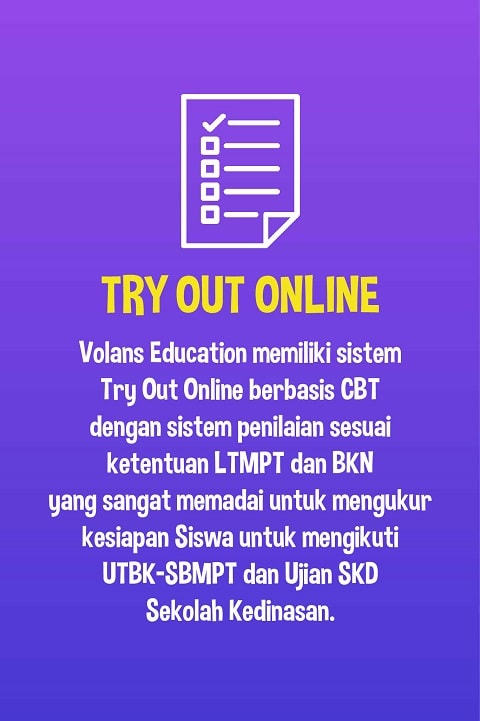 TRY OUT ONLINE
Volans Education memiliki sistem
Try Out Online berbasis CBT
dengan sistem penilaian sesuai
ketentuan LTMPT dan BKN
yang sangat memadai untuk mengukur
kesiapan Siswa untuk mengikuti
UTBK-SBMPT dan Ujian SKD
Sekolah Kedinasan.